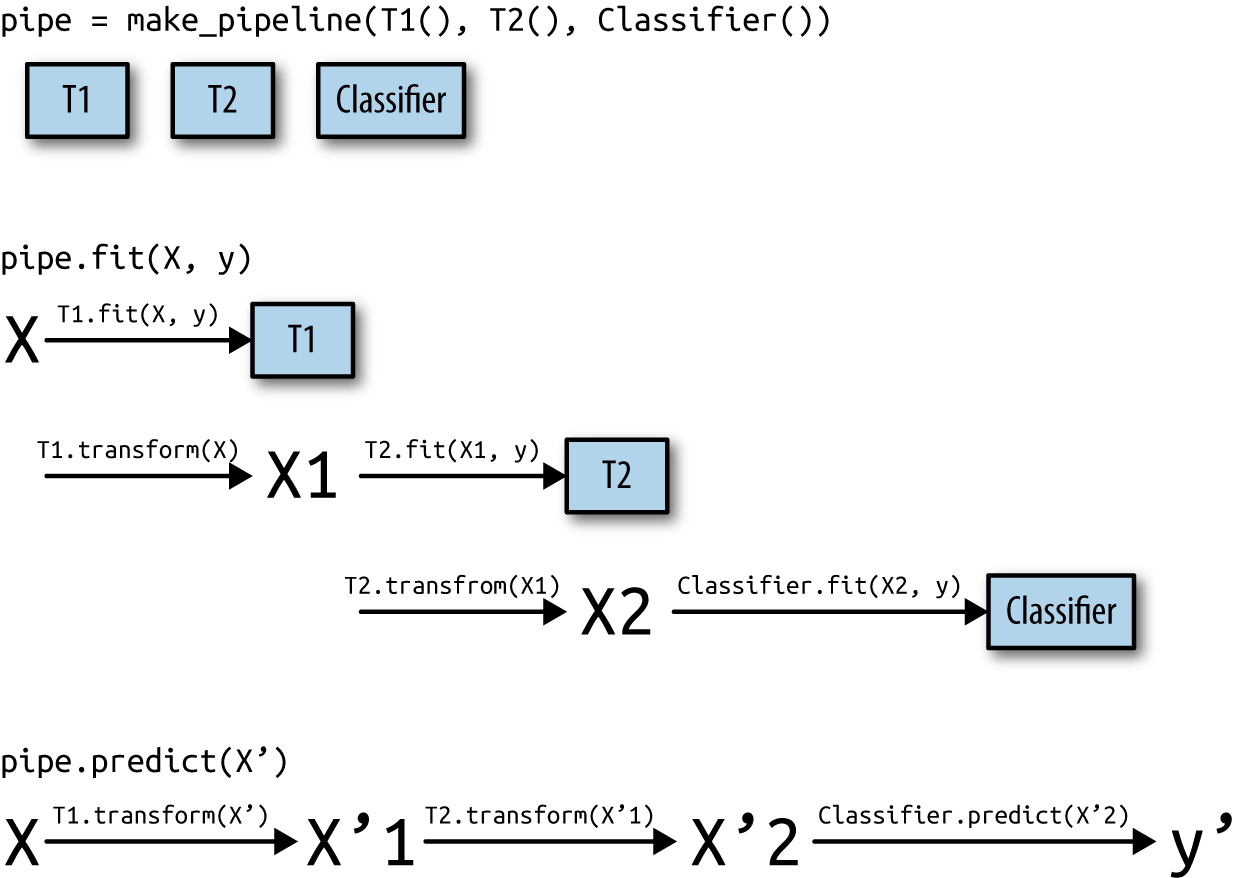 pipe = make_pipeline(T1(), T2(), Classifier())
T1 T2 Classifier
pipe.fit(X, y)
X T1.fit(X, y) T1
T1.transform(X) X1 T2.fit(X1, y) T2
T2.transfrom(X1) X2 Classifier.fit(X2, y) Classifier
pipe.predict(X’)
X T1.transform(X’) X’1 T2.transform(X’1) X’2 Classifier.predict(X’2) y’